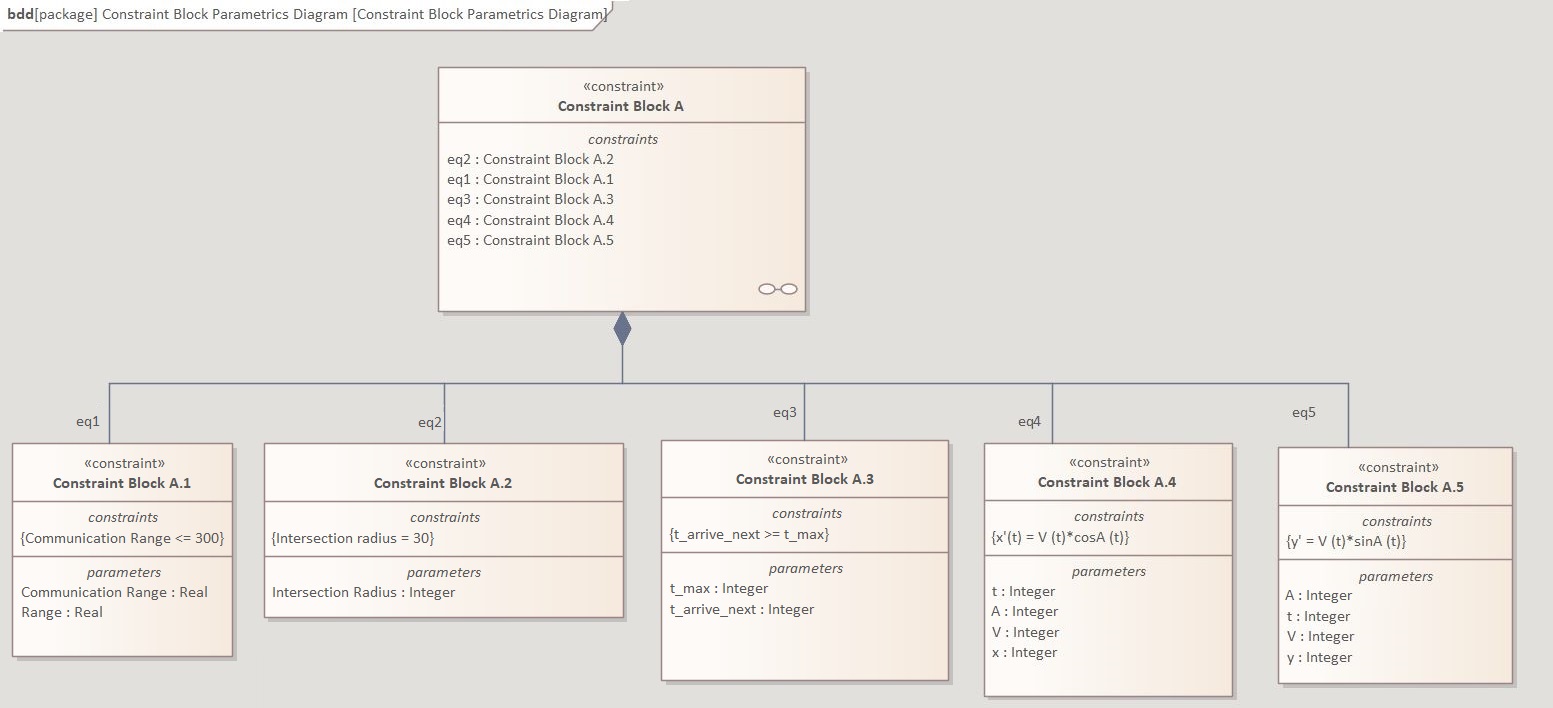 bdd[package] Constraint Block Parametrics Diagram [Constraint Block Parametrics Diagram]
«constraint»
Constraint Block A
constraints
eq2 : Constraint Block A.2
eq1 : Constraint Block A.1
eq3 : Constraint Block A.3
eq4 : Constraint Block A.4
eq5 : Constraint Block A.5
eq1
«constraint»
Constraint Block A.1
constraints
{Communication Range <= 300}
parameters
Communication Range : Real
Range : Real
eq2
«constraint»
Constraint Block A.2
constraints
{Intersection radius = 30}
parameters
Intersection Radius : Integer
eq3
«constraint»
Constraint Block A.3
constraints
{t_arrive_next >= t_max}
parameters
t_max : Integer
t_arrive_next : Integer
eq4
«constraint»
Constraint Block A.4
constraints
{x'(t) = V (t)*cosA (t)}
parameters
t : Integer
A : Integer
V : Integer
x : Integer
eq5
«constraint»
Constraint Block A.5
constraints
{y' = V (t)*sinA (t)}
parameters
A : Integer
t : Integer
V : Integer
y : Integer